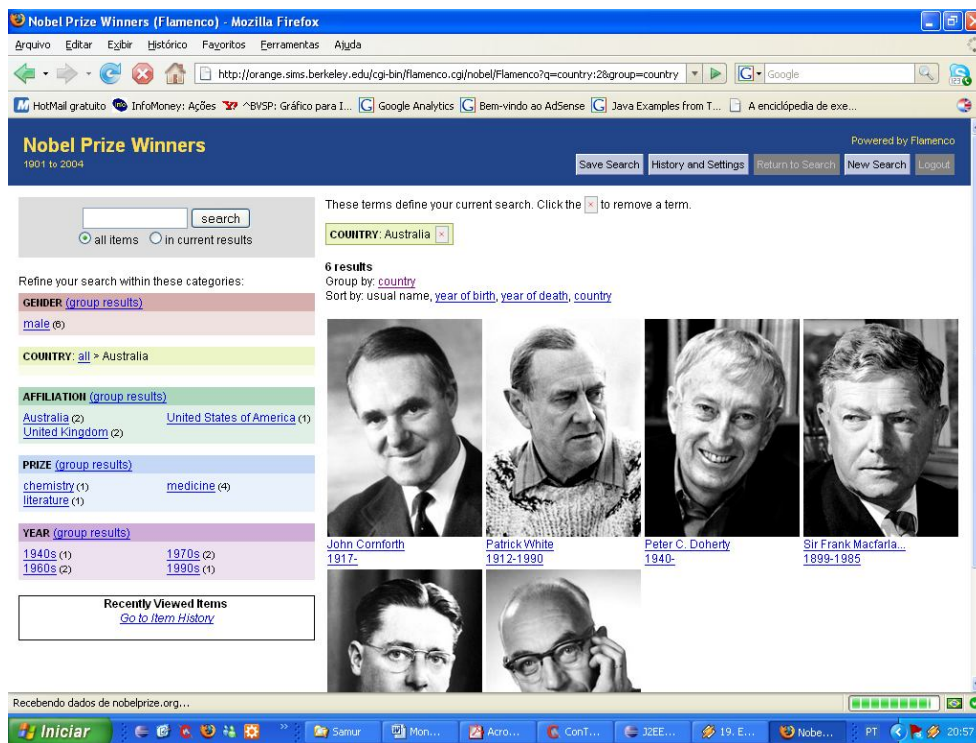 Nobel Prize Winners (Flamenco) - Mozilla Firefox
Arquivo Editar Exibir Histórico Favoritos Ferramentas Ajuda
http://orange.sims.berkeley.edu/cgi-bin/flamenco.cgi/nobel/Flamenco?q=country:2&group=country
Google
HotMail gratuito InfoMoney: Ações ^BVSP: Gráfico para I... Google Analytics Bem-vindo ao AdSense Java Examples from T... A enciclópedia de exe...
Nobel Prize Winners
1901 to 2004
Powered by Flamenco
Save Search History and Settings Return to Search New Search Logout
search
all items in current results
Refine your search within these categories:
GENDER (group results)
male (6)
COUNTRY: all > Australia
AFFILIATION (group results)
Australia (2) United States of America (1)
United Kingdom (2)
PRIZE (group results)
chemistry (1) medicine (4)
literature (1)
YEAR (group results)
1940s (1) 1970s (2)
1960s (2) 1990s (1)
Recently Viewed Items
Go to Item History
These terms define your current search. Click the x to remove a term.
COUNTRY: Australia x
6 results
Group by: country
Sort by: usual name, year of birth, year of death, country
John Cornforth
1917-
Patrick White
1912-1990
Peter C. Doherty
1940-
Sir Frank Macfarla...
1899-1985
Recebendo dados de nobelprize.org...
Iniciar Samur Mon... Acro... ConT... J2EE... 19. E... Nobe... PT 20:57